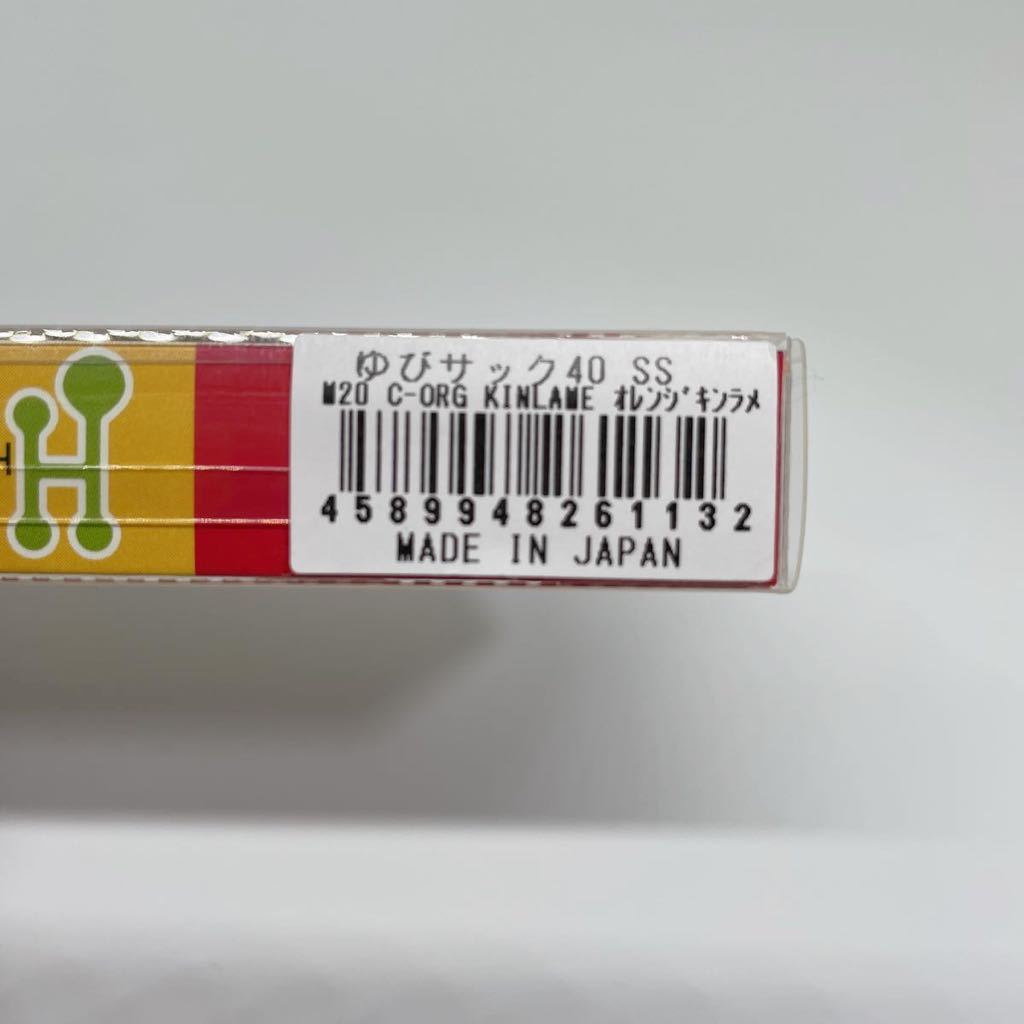 ゆびサック40 SS
M20 C-ORG KINLAME ｵﾚﾝｼﾞｷﾝﾗﾒ
4589948261132
MADE IN JAPAN
H